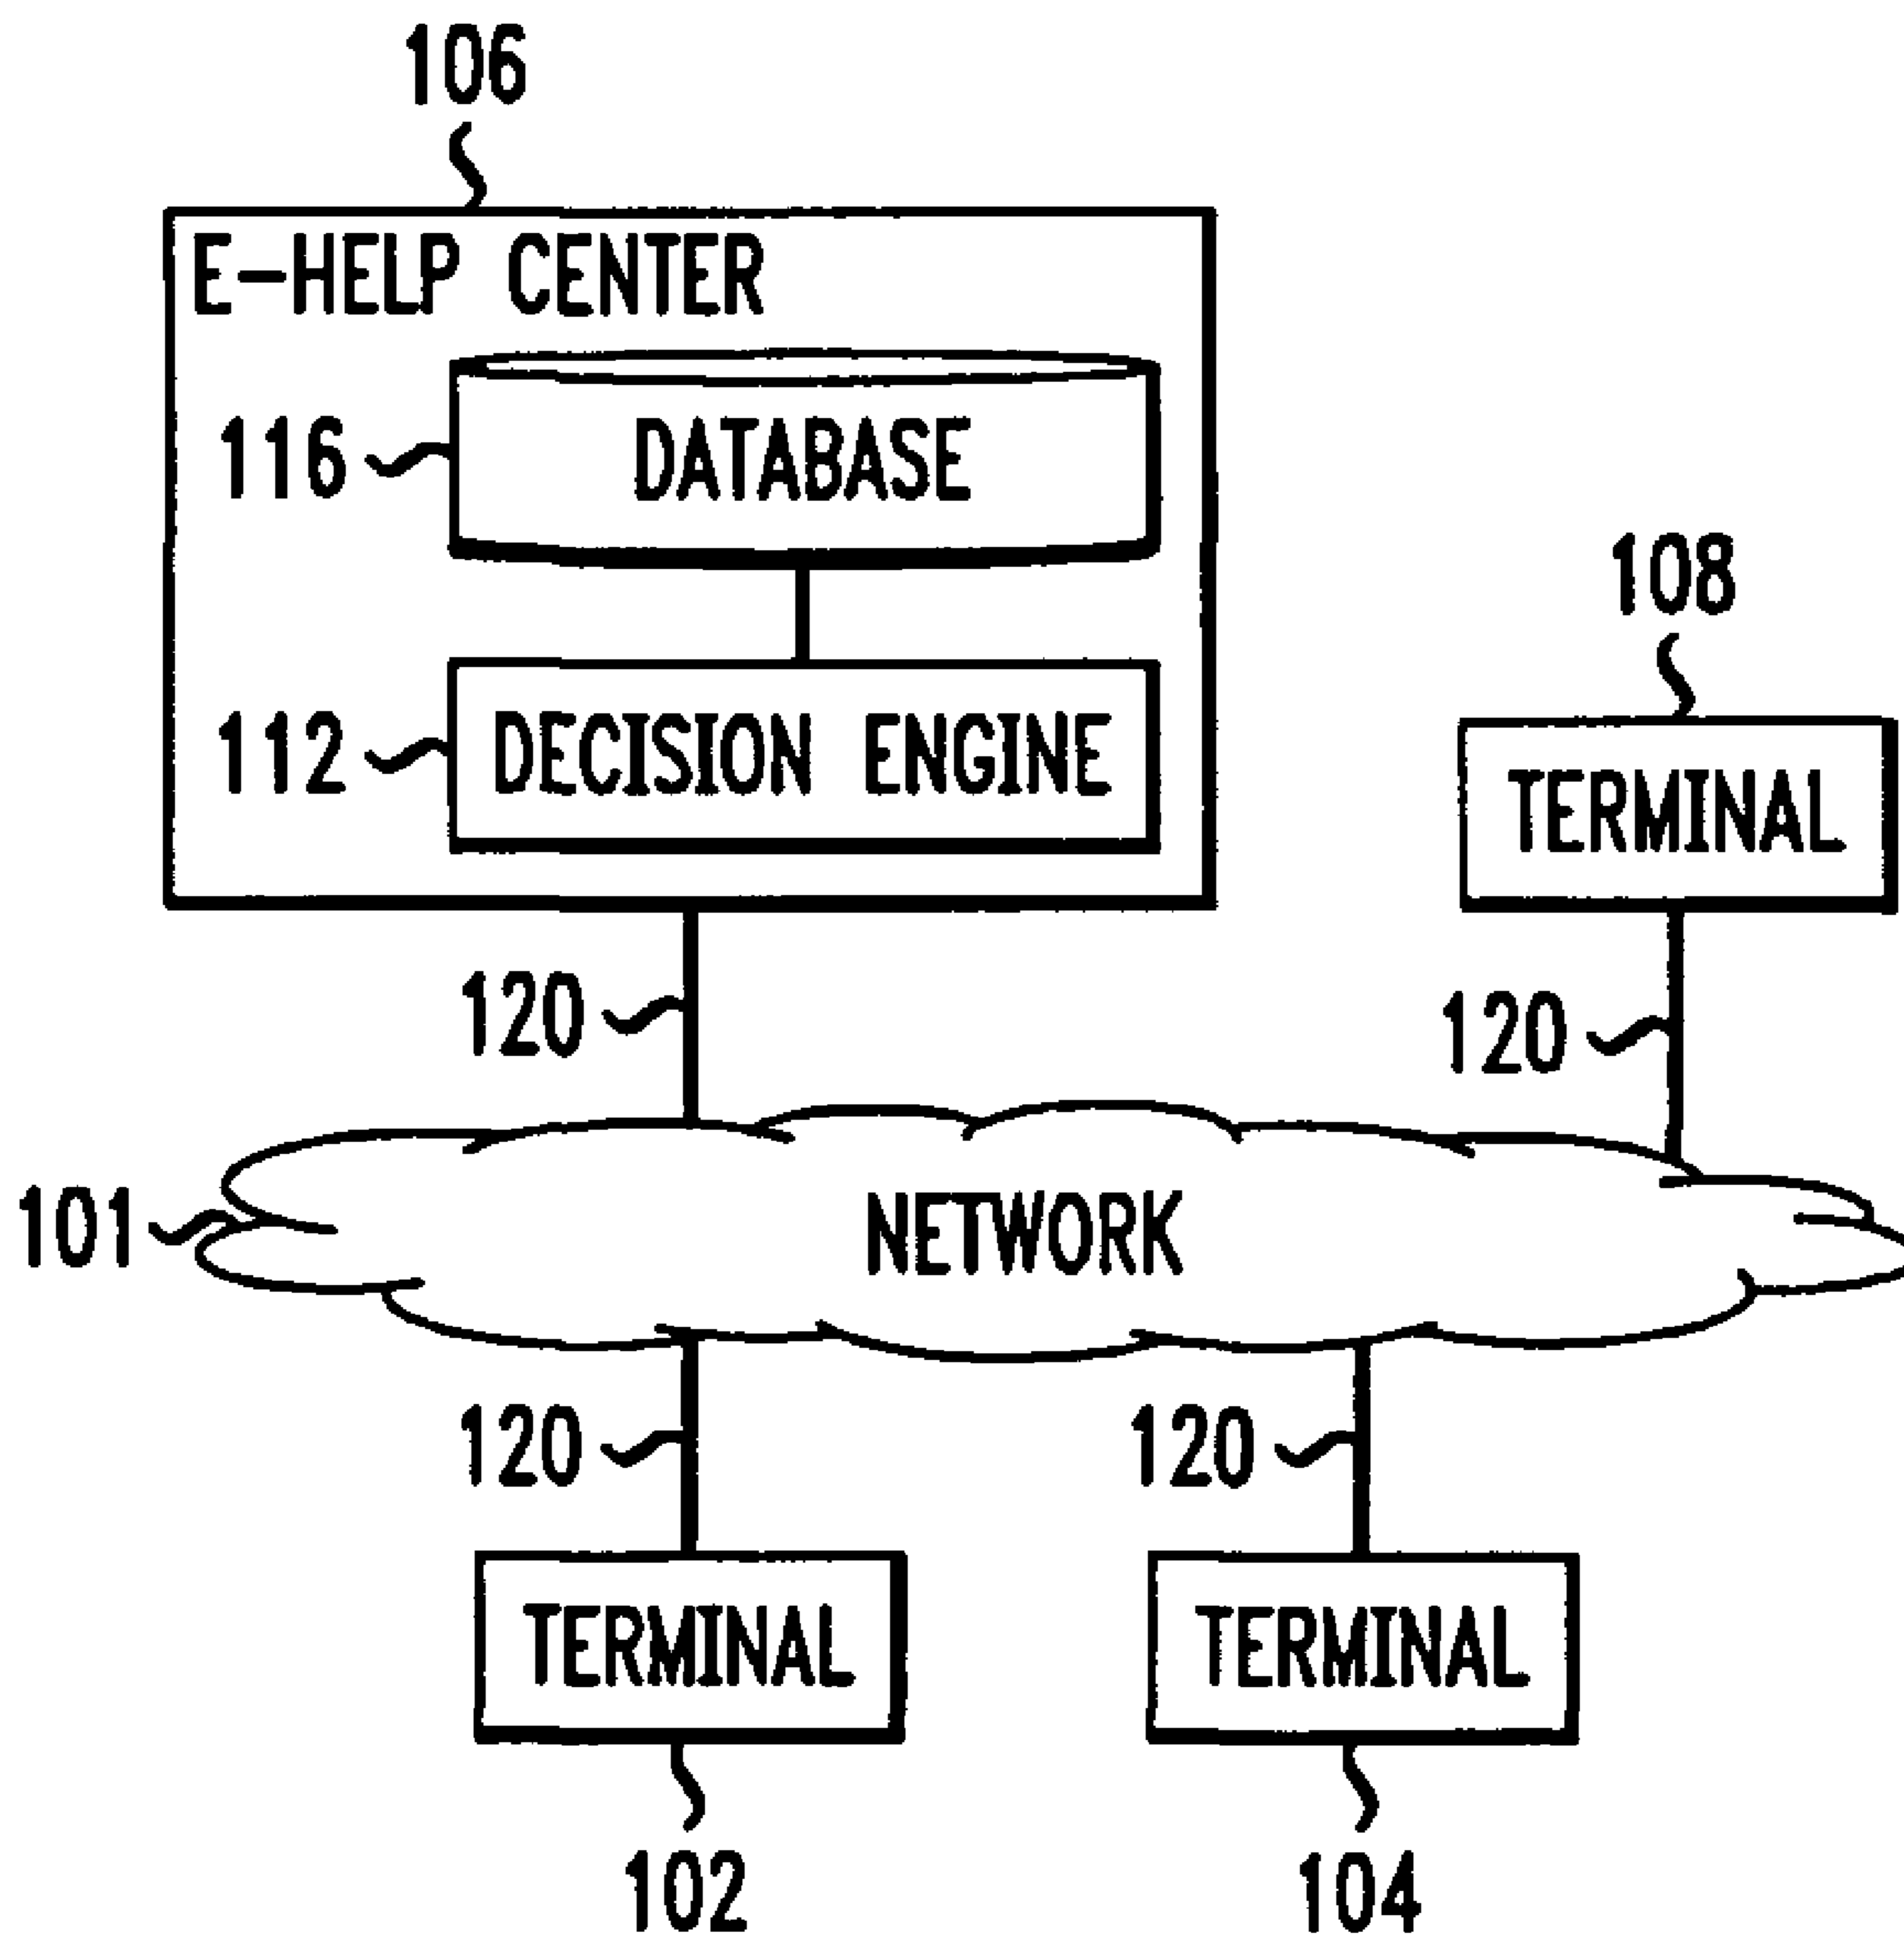 106
E-HELP CENTER
116
DATABASE
108
112
DECISION ENGINE
TERMINAL
120
120
101
NETWORK
120
120
TERMINAL
TERMINAL
102
104